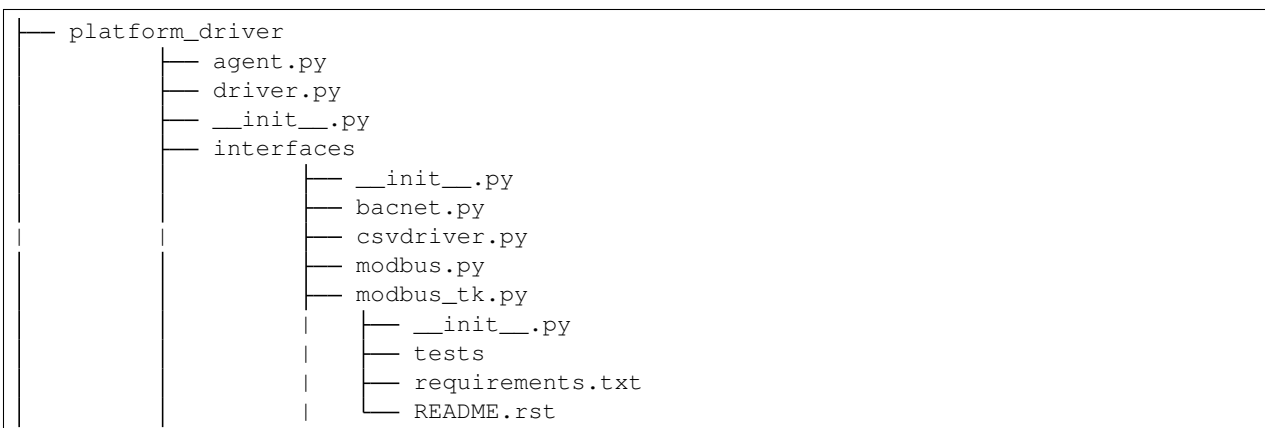 ├── platform_driver
│         ├── agent.py
│         ├── driver.py
│         ├── __init__.py
│         ├── interfaces
│         │         ├── __init__.py
│         │         ├── bacnet.py
|         |         ├── csvdriver.py
│         │         ├── modbus.py
│         │         ├── modbus_tk.py
│         │         |   ├── __init__.py
│         │         |   ├── tests
│         │         |   ├── requirements.txt
│         │         |   └── README.rst